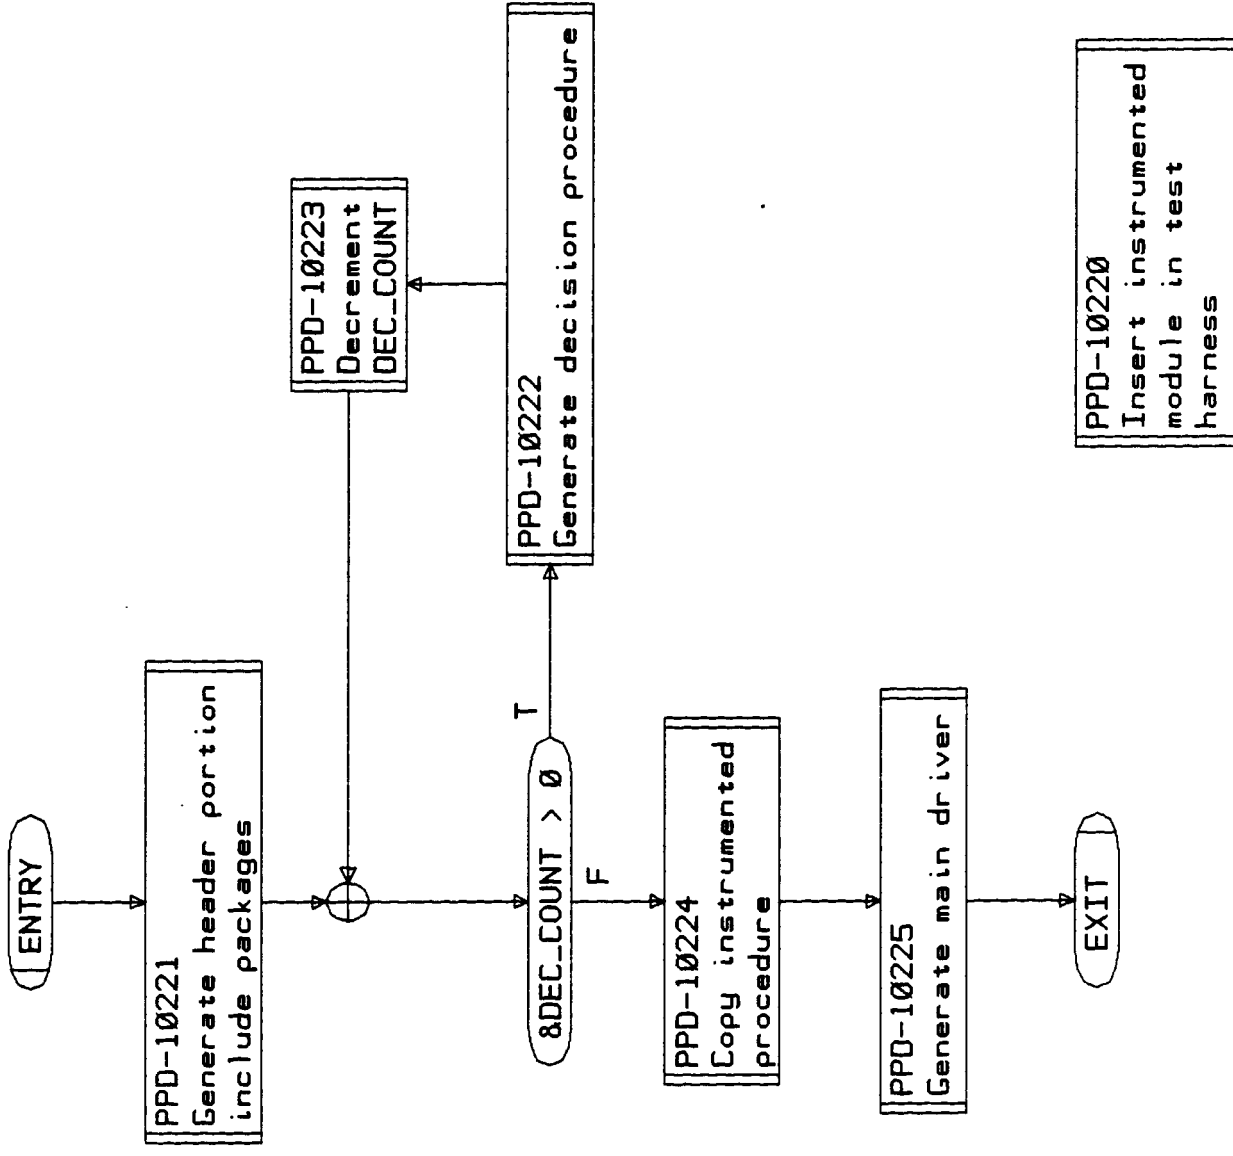 ENTRY
PPD-10221
Generate header portion
include packages
PPD-10223
Decrement
DEC_COUNT
&DEC_COUNT > 0
T
F
PPD-10222
Generate decision procedure
PPD-10224
Copy instrumented
procedure
PPD-10225
Generate main driver
EXIT
PPD-10220
Insert instrumented
module in test
harness